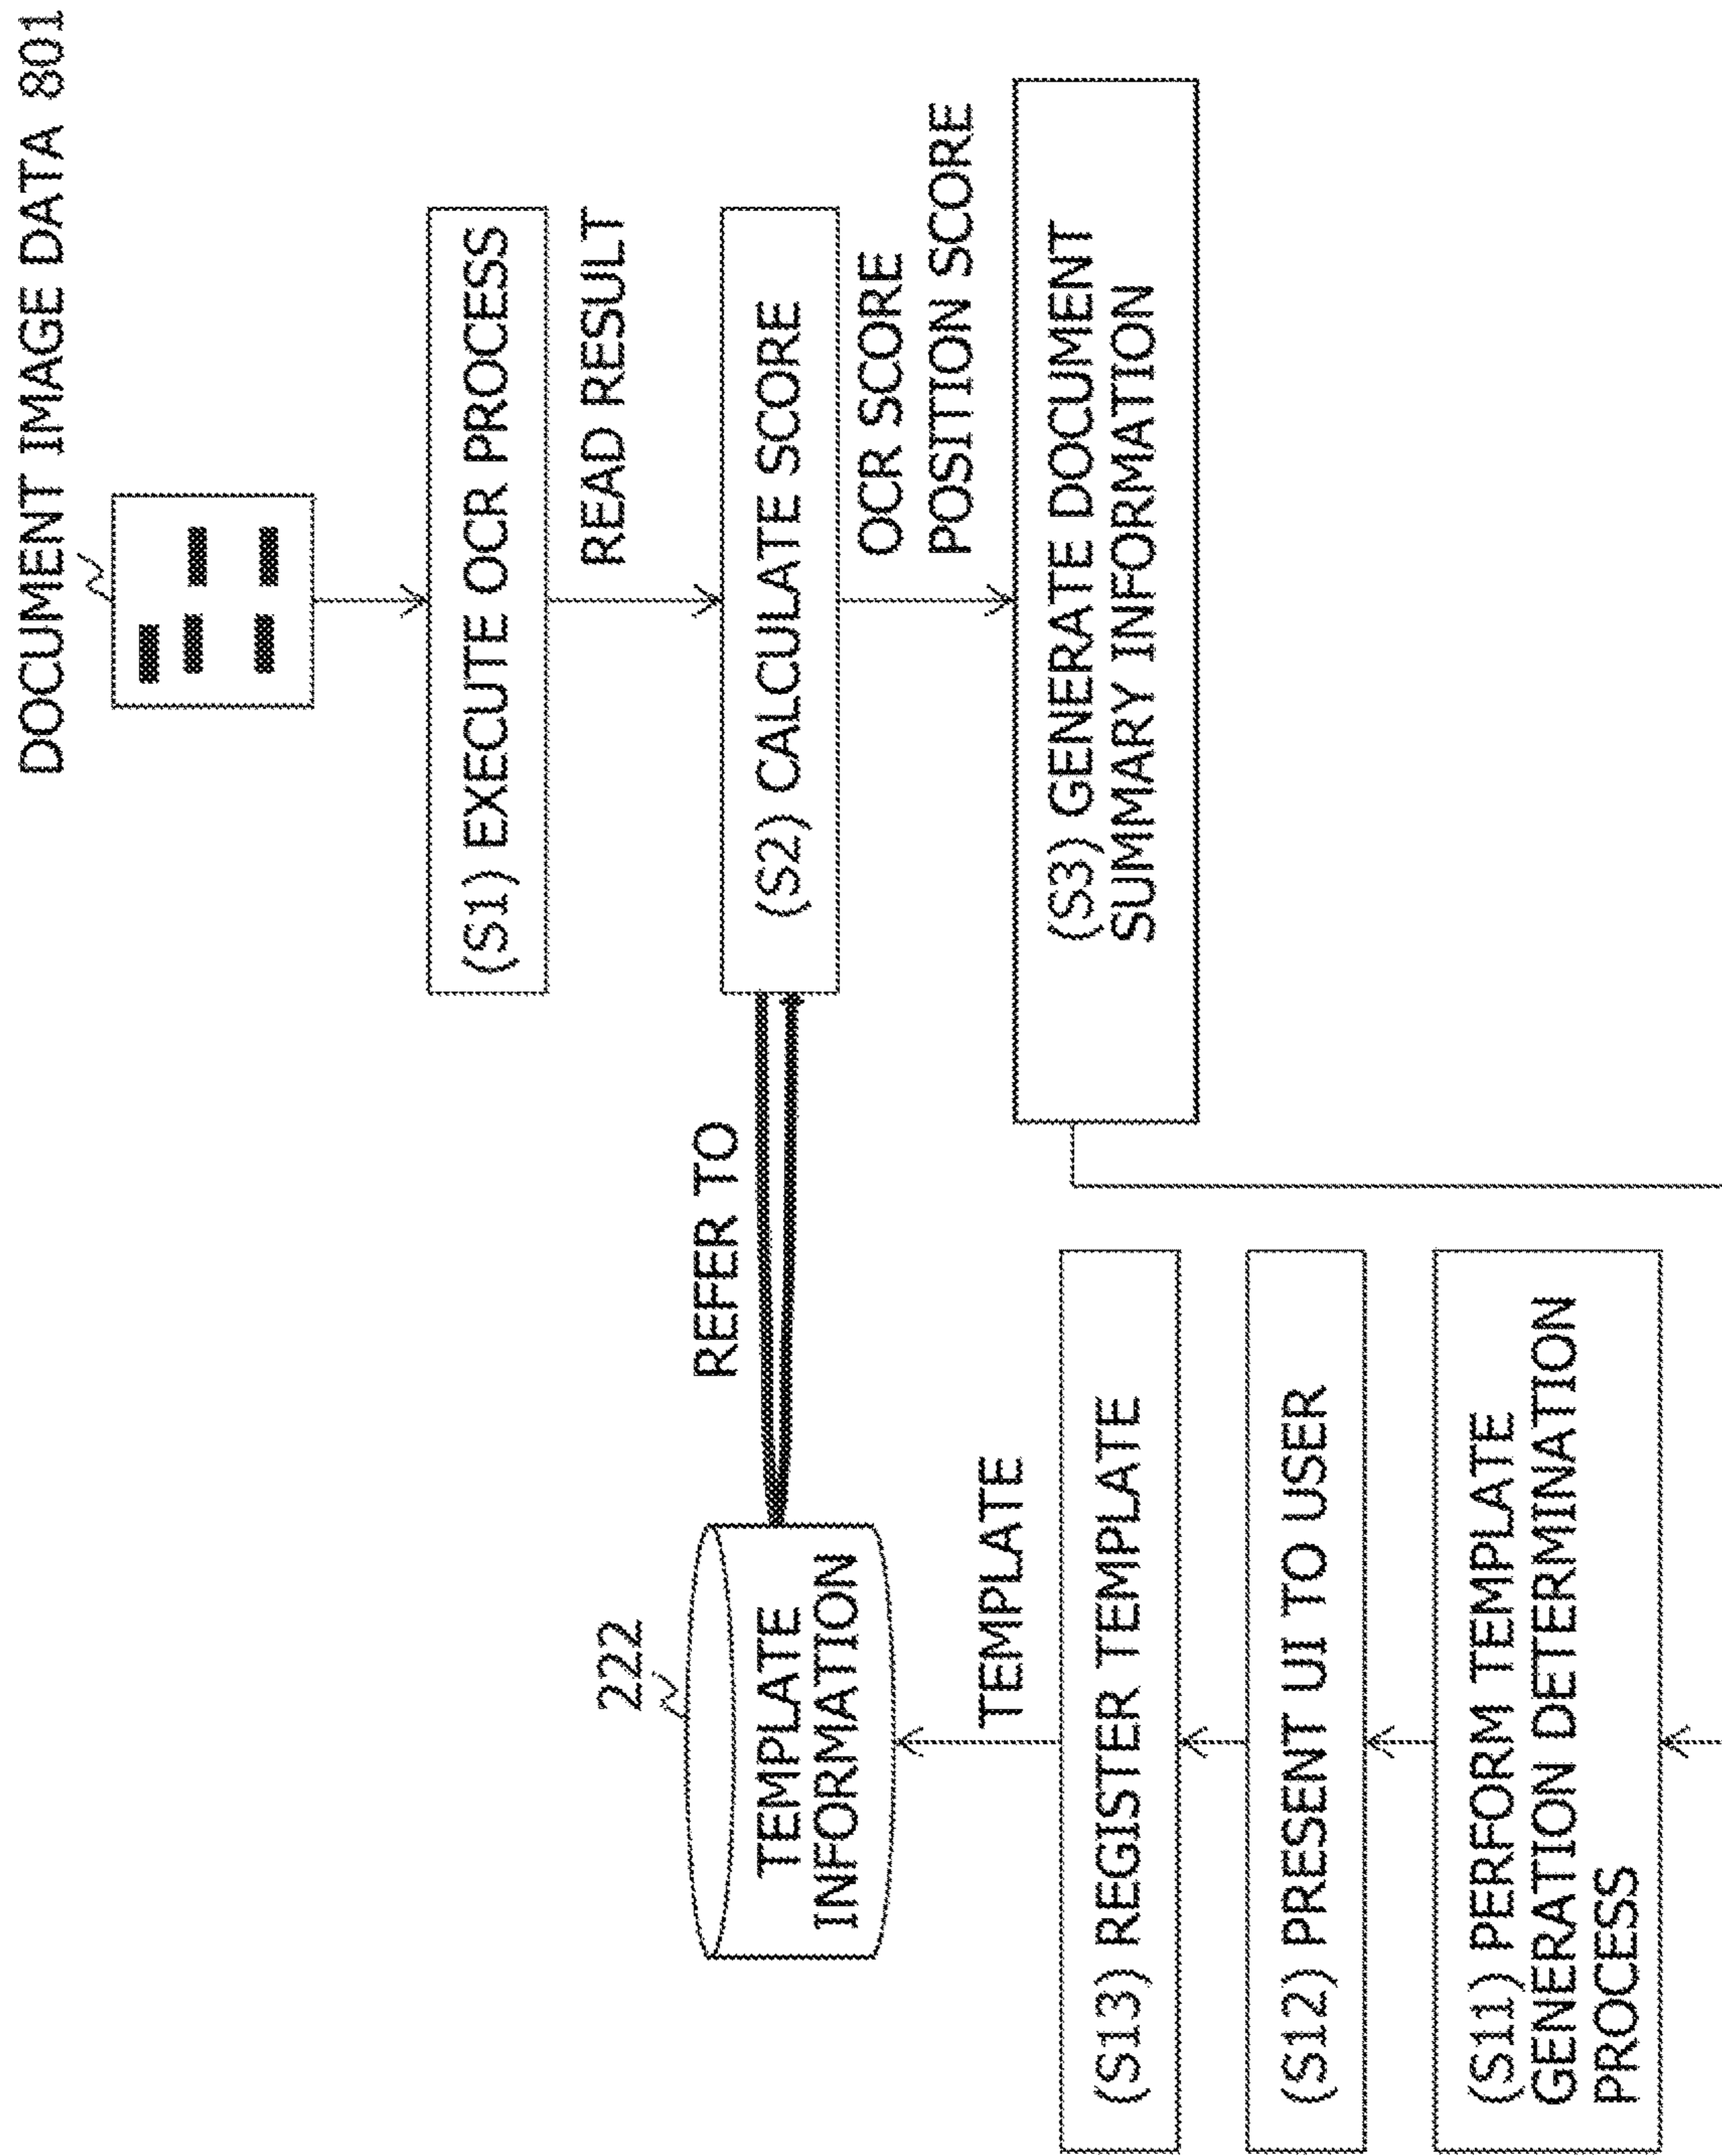 DOCUMENT IMAGE DATA 801
(S1) EXECUTE OCR PROCESS
READ RESULT
222
REFER TO
TEMPLATE
INFORMATION
(S2) CALCULATE SCORE
OCR SCORE
POSITION SCORE
TEMPLATE
(S3) GENERATE DOCUMENT
SUMMARY INFORMATION
(S13) REGISTER TEMPLATE
(S12) PRESENT UI TO USER
(S11) PERFORM TEMPLATE
GENERATION DETERMINATION
PROCESS